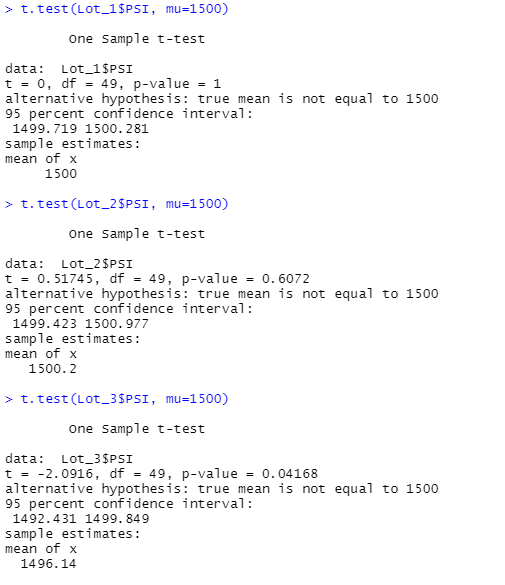 > t.test(Lot_1$PSI, mu=1500)
One Sample t-test
data:  Lot_1$PSI
t = 0, df = 49, p-value = 1
alternative hypothesis: true mean is not equal to 1500
95 percent confidence interval:
1499.719 1500.281
sample estimates:
mean of x
1500
> t.test(Lot_2$PSI, mu=1500)
One Sample t-test
data:  Lot_2$PSI
t = 0.51745, df = 49, p-value = 0.6072
alternative hypothesis: true mean is not equal to 1500
95 percent confidence interval:
1499.423 1500.977
sample estimates:
mean of x
1500.2
> t.test(Lot_3$PSI, mu=1500)
One Sample t-test
data:  Lot_3$PSI
t = -2.0916, df = 49, p-value = 0.04168
alternative hypothesis: true mean is not equal to 1500
95 percent confidence interval:
1492.431 1499.849
sample estimates:
mean of x
1496.14